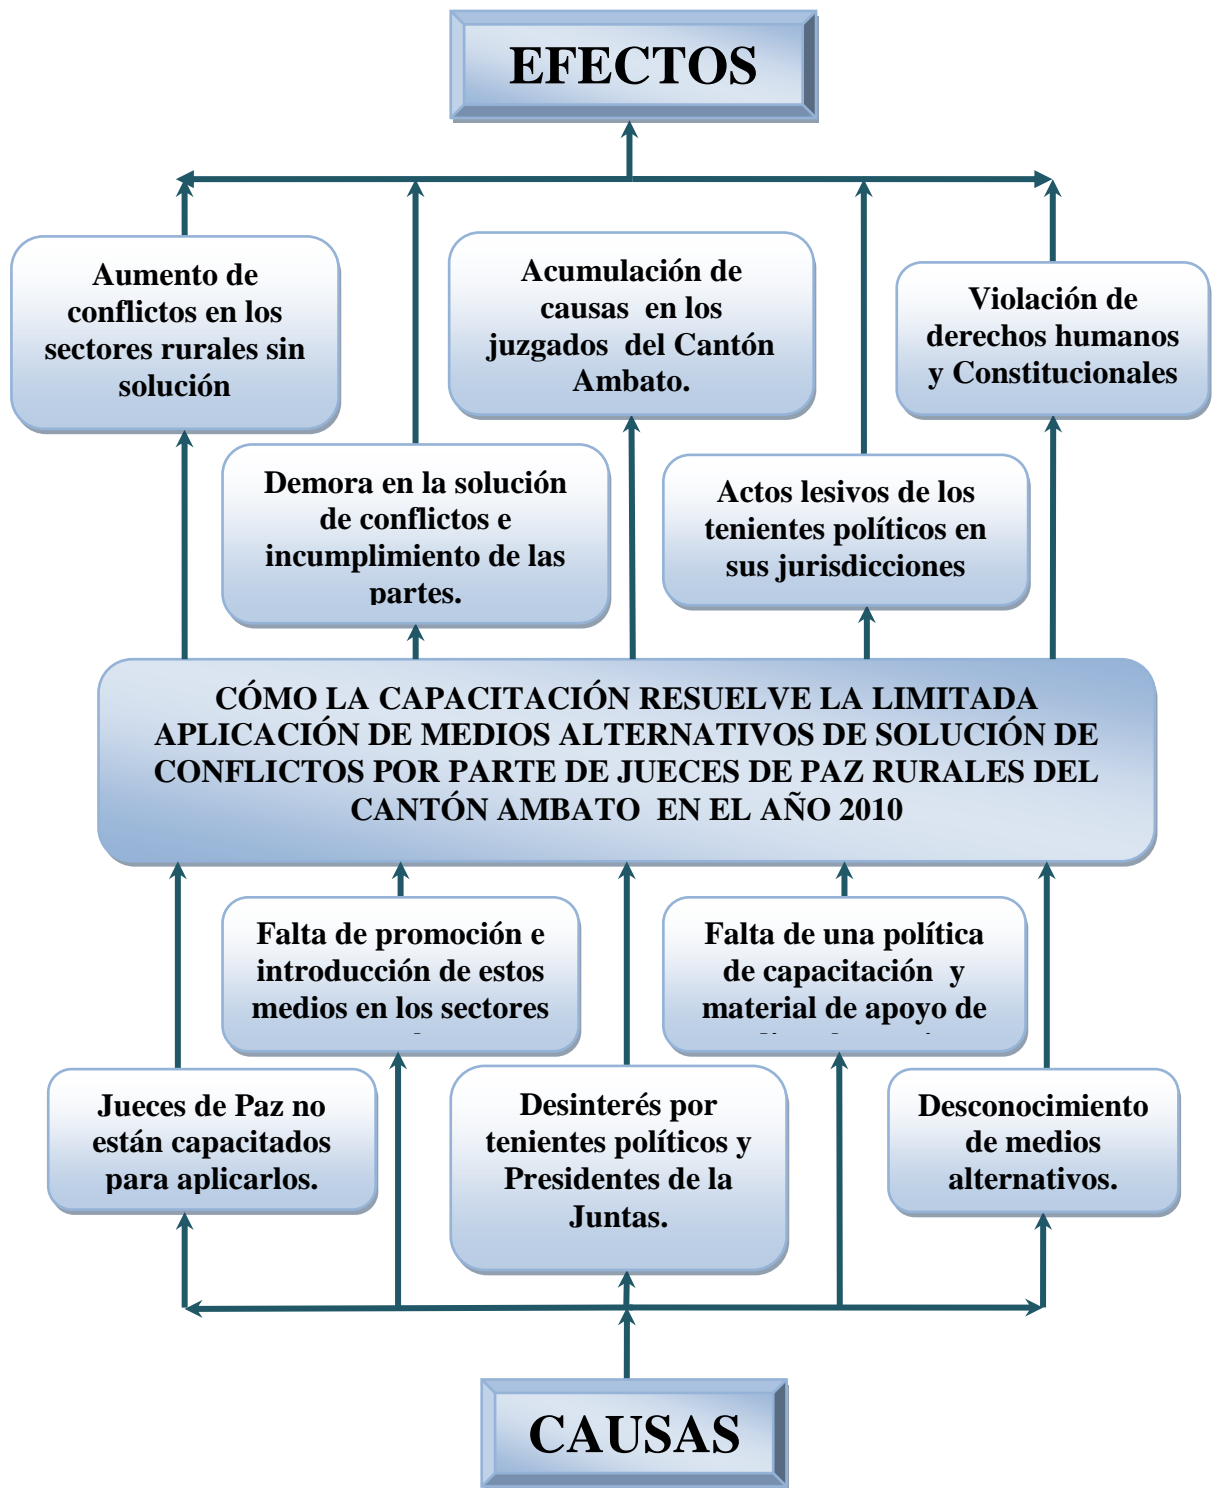 EFECTOS
Aumento de
conflictos en los
sectores rurales sin
solución
Acumulación de
causas en los
juzgados del Cantón
Ambato.
Violación de
derechos humanos
y Constitucionales
Demora en la solución
de conflictos e
incumplimiento de las
partes.
Actos lesivos de los
tenientes políticos en
sus jurisdicciones
CÓMO LA CAPACITACIÓN RESUELVE LA LIMITADA
APLICACIÓN DE MEDIOS ALTERNATIVOS DE SOLUCIÓN DE
CONFLICTOS POR PARTE DE JUECES DE PAZ RURALES DEL
CANTÓN AMBATO EN EL AÑO 2010
Falta de promoción e
introducción de estos
medios en los sectores
Falta de una política
de capacitación y
material de apoyo de
Jueces de Paz no
están capacitados
para aplicarlos.
Desinterés por
tenientes políticos y
Presidentes de la
Juntas.
Desconocimiento
de medios
alternativos.
CAUSAS